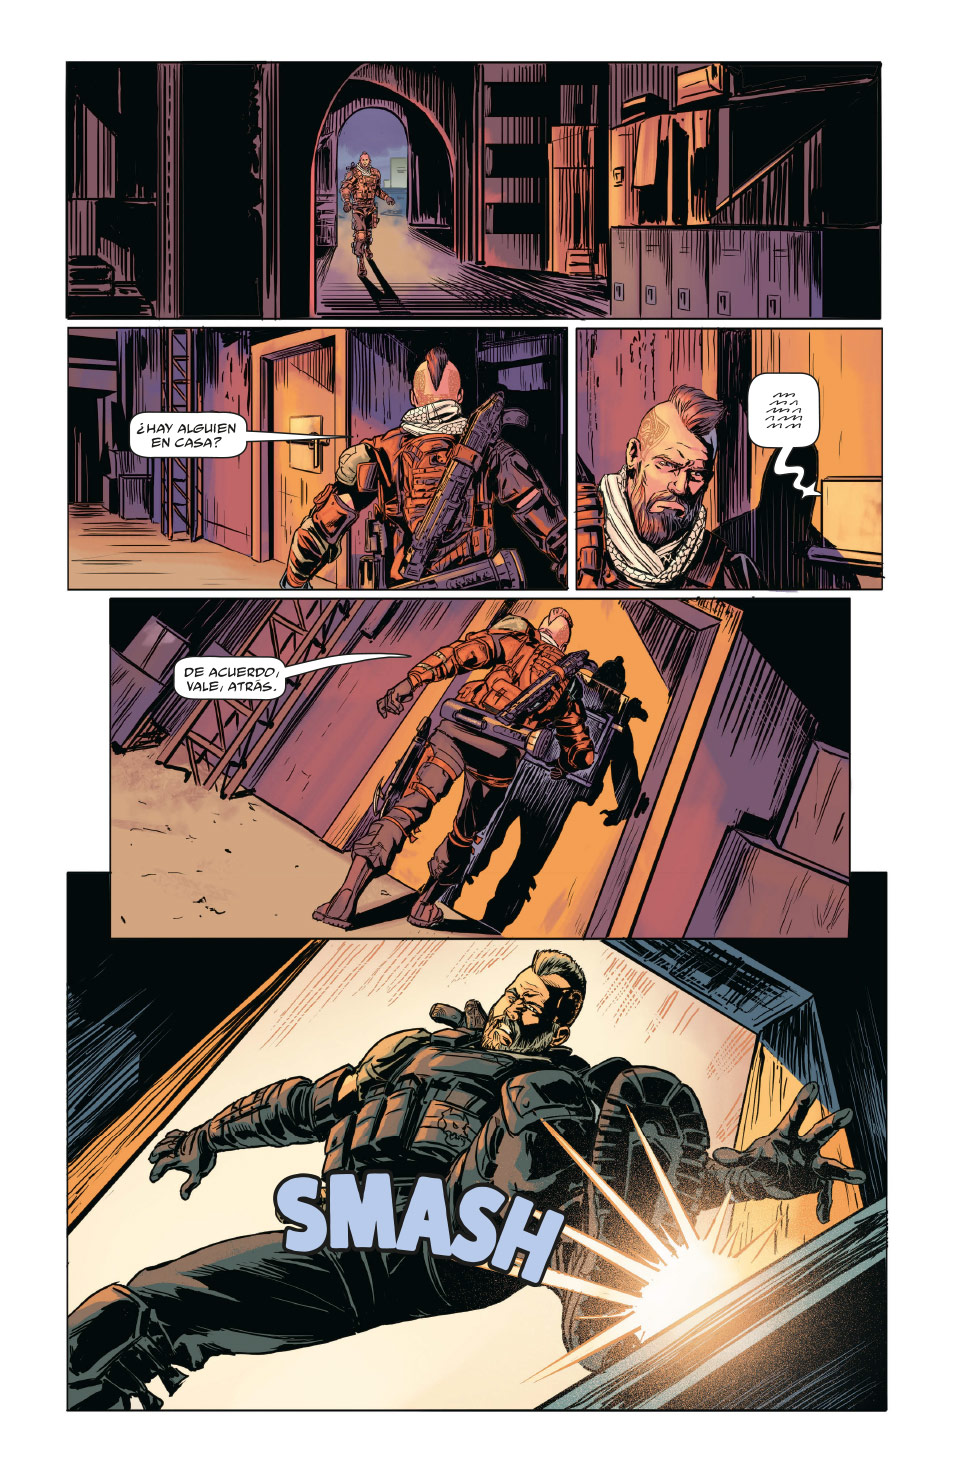 ¿HAY ALGUIEN
EN CASA?
DE ACUERDO,
VALE, ATRÁS.
SMASH